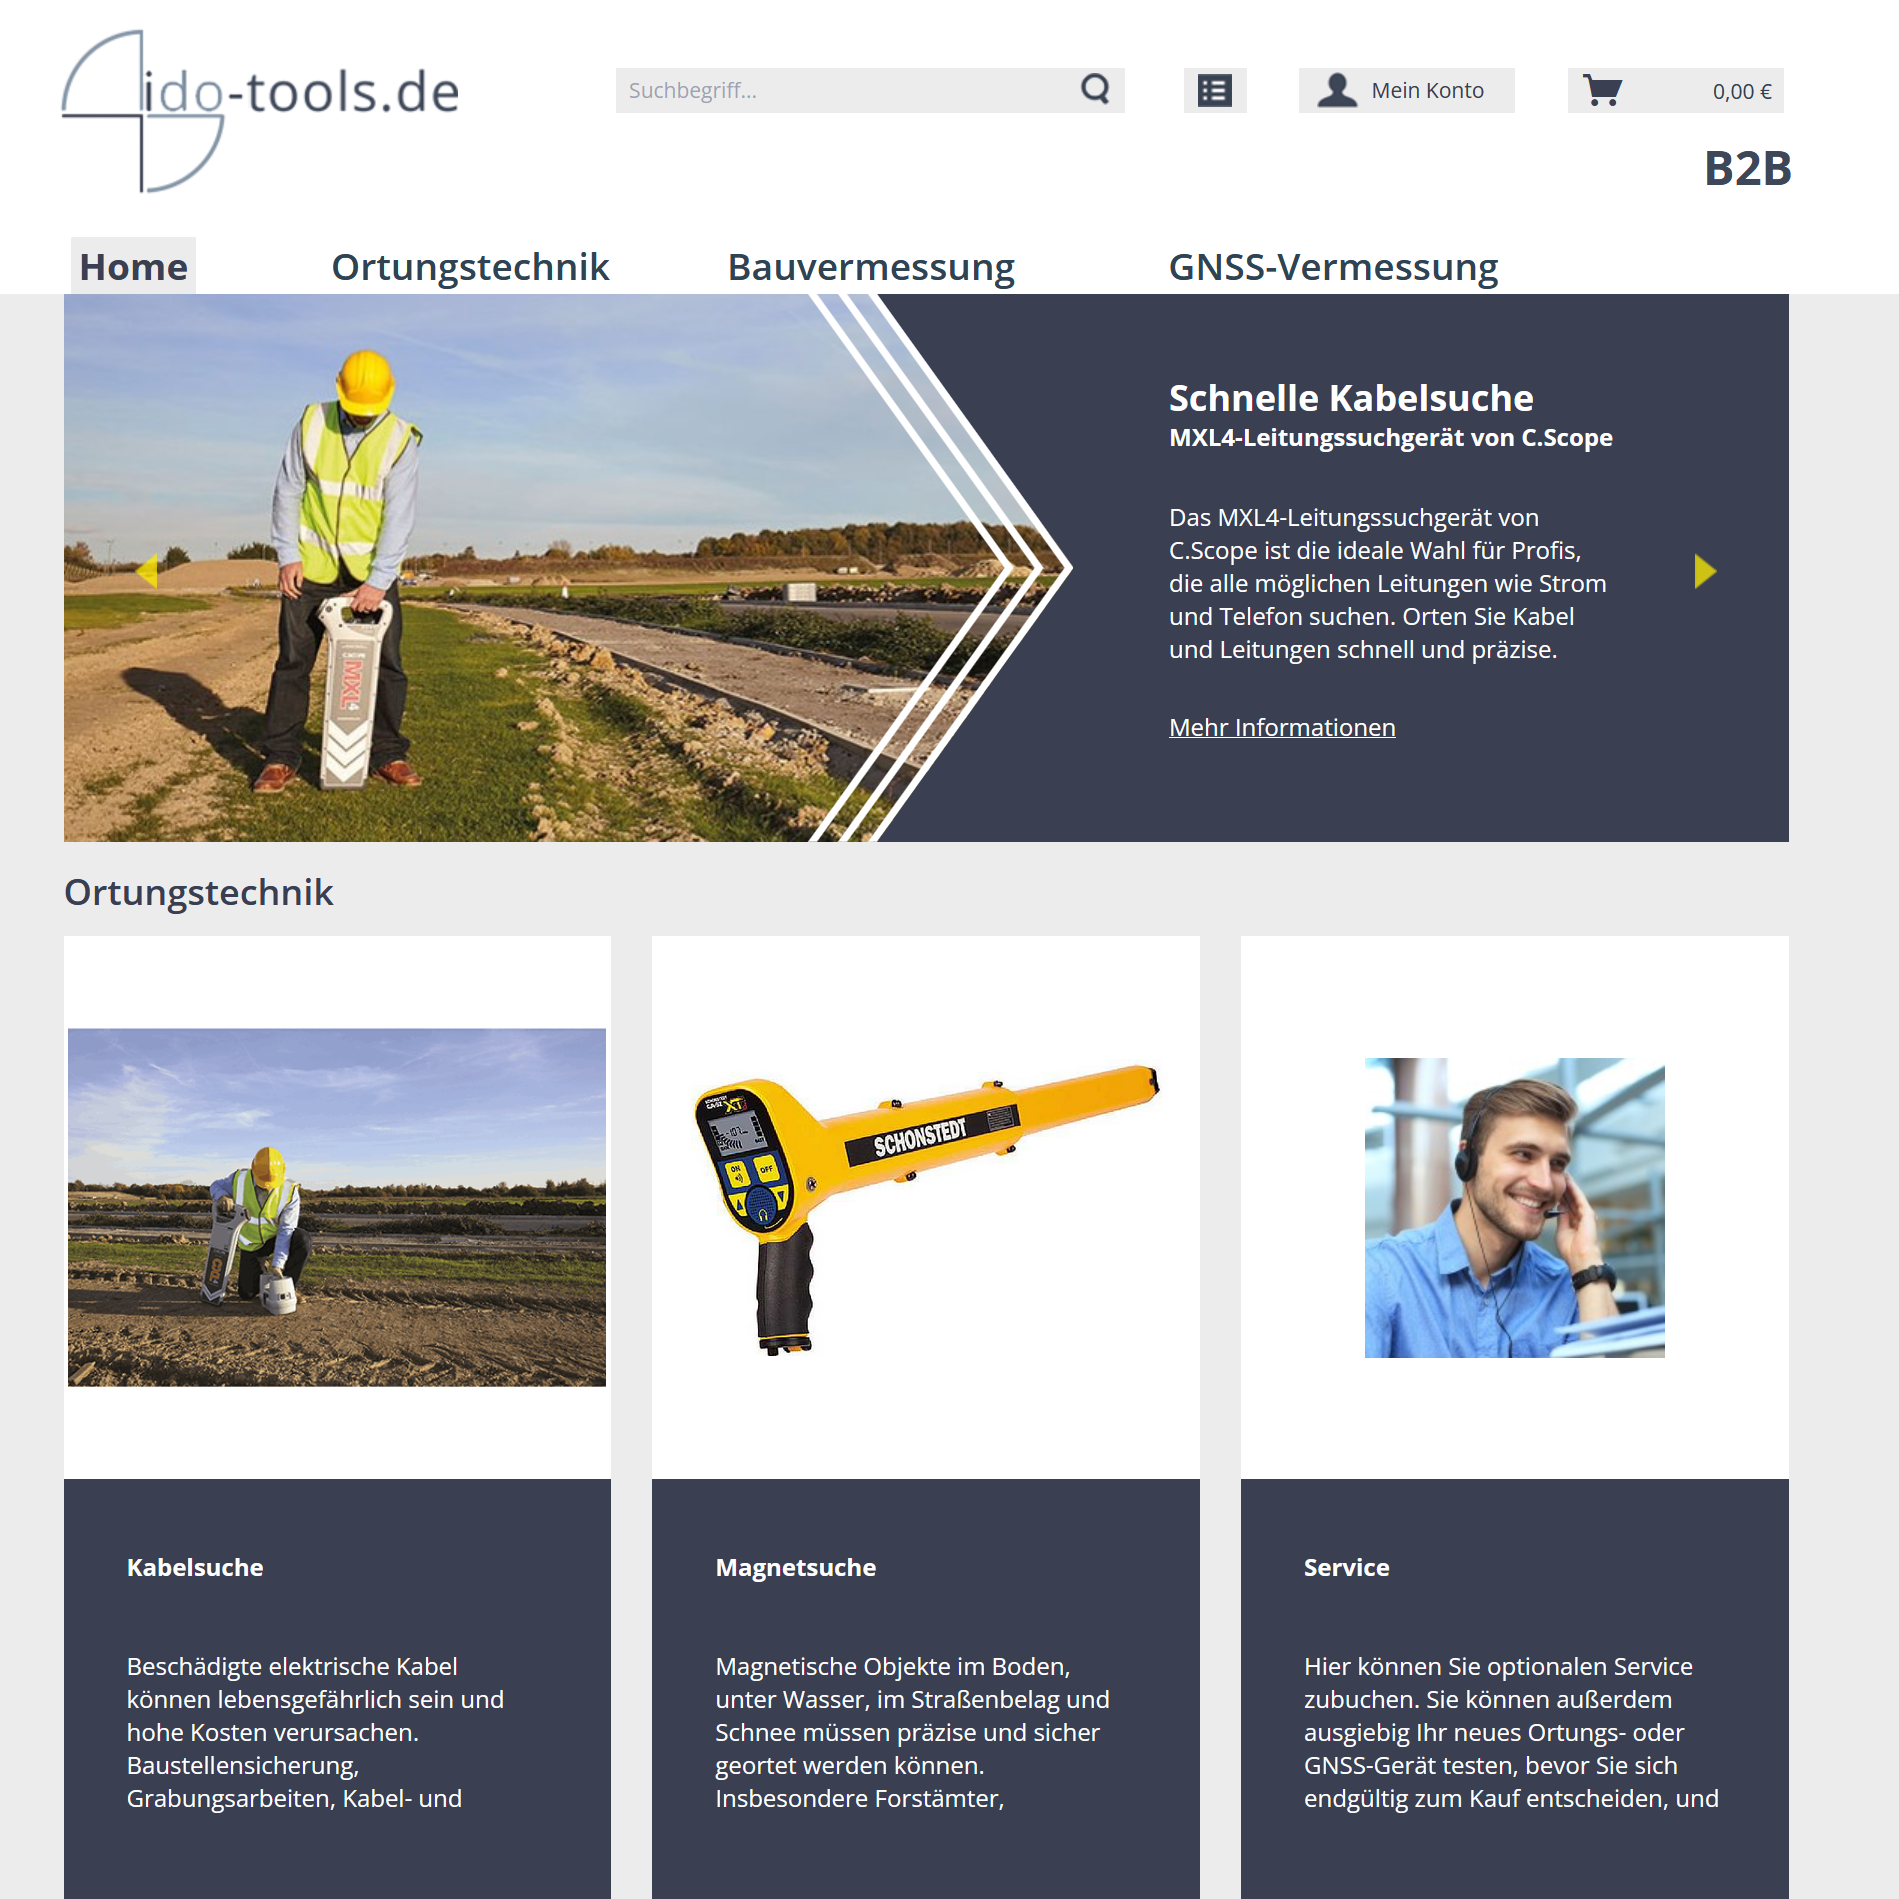 ido-tools.de
Suchbegriff...
Mein Konto
0,00 €
B2B
Home
Ortungstechnik
Bauvermessung
GNSS-Vermessung
Schnelle Kabelsuche
MXL4-Leitungssuchgerät von C.Scope
Das MXL4-Leitungssuchgerät von
C.Scope ist die ideale Wahl für Profis,
die alle möglichen Leitungen wie Strom
und Telefon suchen. Orten Sie Kabel
und Leitungen schnell und präzise.
Mehr Informationen
MXL4
Ortungstechnik
CXL4
XT
ON
OFF
SCHONSTEDT
Kabelsuche
Beschädigte elektrische Kabel
können lebensgefährlich sein und
hohe Kosten verursachen.
Baustellensicherung,
Grabungsarbeiten, Kabel- und
Magnetsuche
Magnetische Objekte im Boden,
unter Wasser, im Straßenbelag und
Schnee müssen präzise und sicher
geortet werden können.
Insbesondere Forstämter,
Service
Hier können Sie optionalen Service
zubuchen. Sie können außerdem
ausgiebig Ihr neues Ortungs- oder
GNSS-Gerät testen, bevor Sie sich
endgültig zum Kauf entscheiden, und